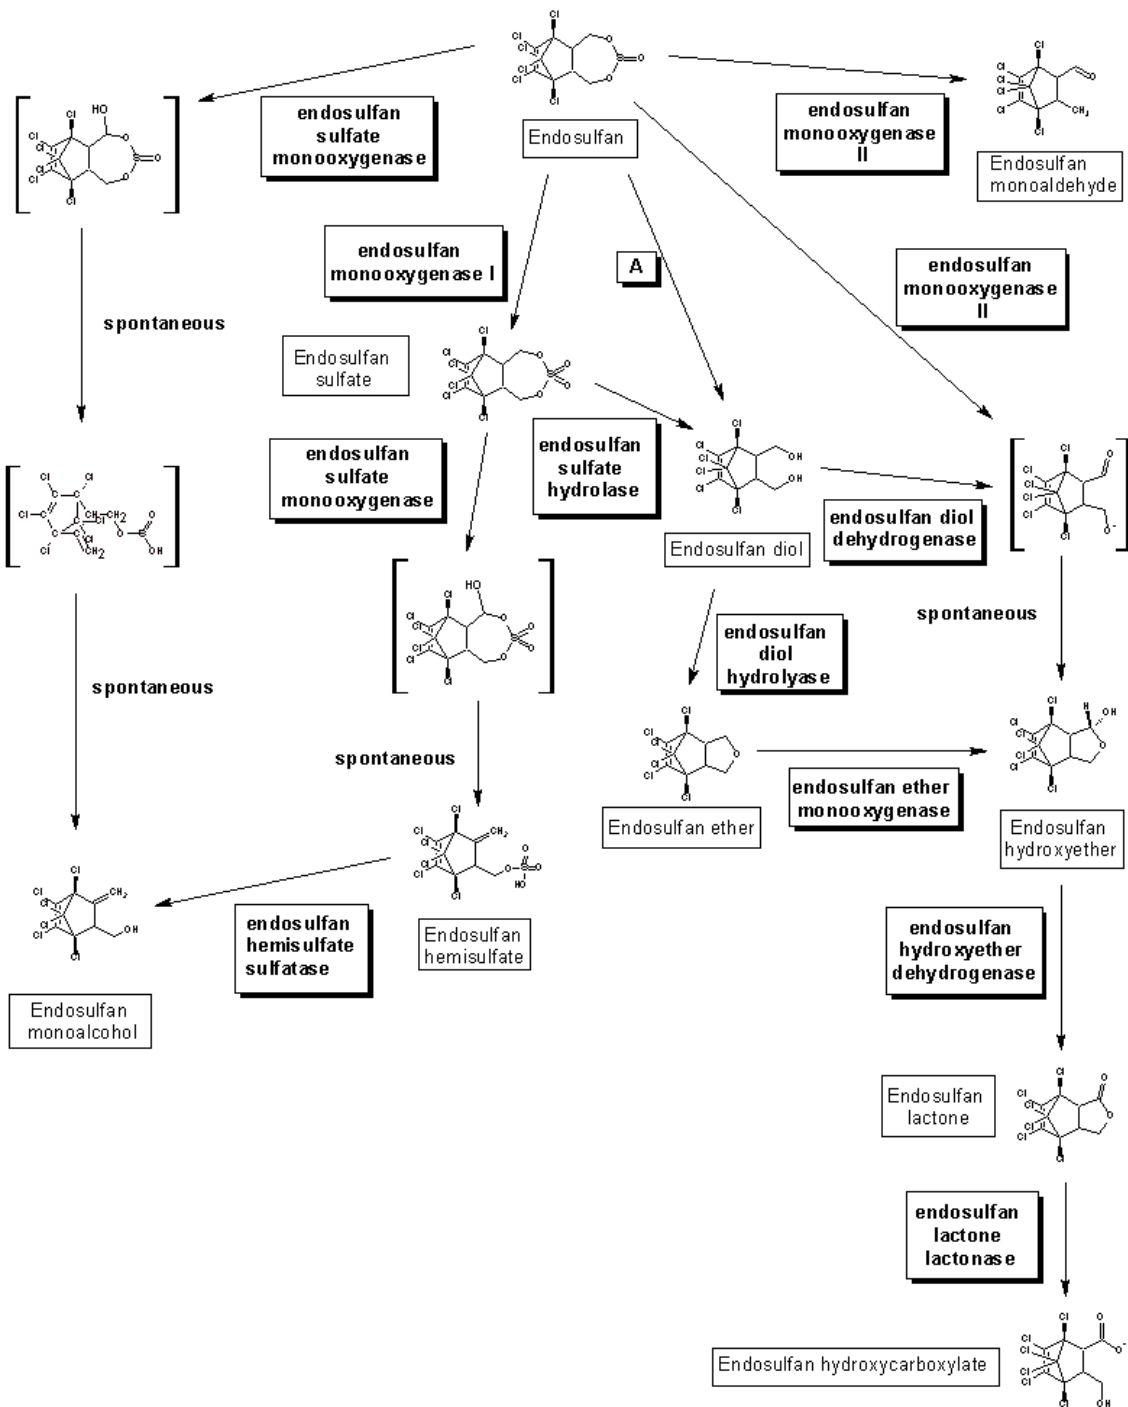 Endosulfan
endosulfan
sulfate
monooxygenase
endosulfan
monooxygenase
II
Endosulfan
monoaldehyde
endosulfan
monooxygenase I
A
endosulfan
monooxygenase
II
spontaneous
Endosulfan
sulfate
endosulfan
sulfate
monooxygenase
endosulfan
sulfate
hydrolase
Endosulfan diol
endosulfan diol
dehydrogenase
spontaneous
endosulfan
diol
hydrolyase
spontaneous
spontaneous
Endosulfan ether
endosulfan ether
monooxygenase
Endosulfan
hydroxyether
endosulfan
hemisulfate
sulfatase
Endosulfan
hemisulfate
endosulfan
hydroxyether
dehydrogenase
Endosulfan
monoalcohol
Endosulfan
lactone
endosulfan
lactone
lactonase
Endosulfan hydroxycarboxylate